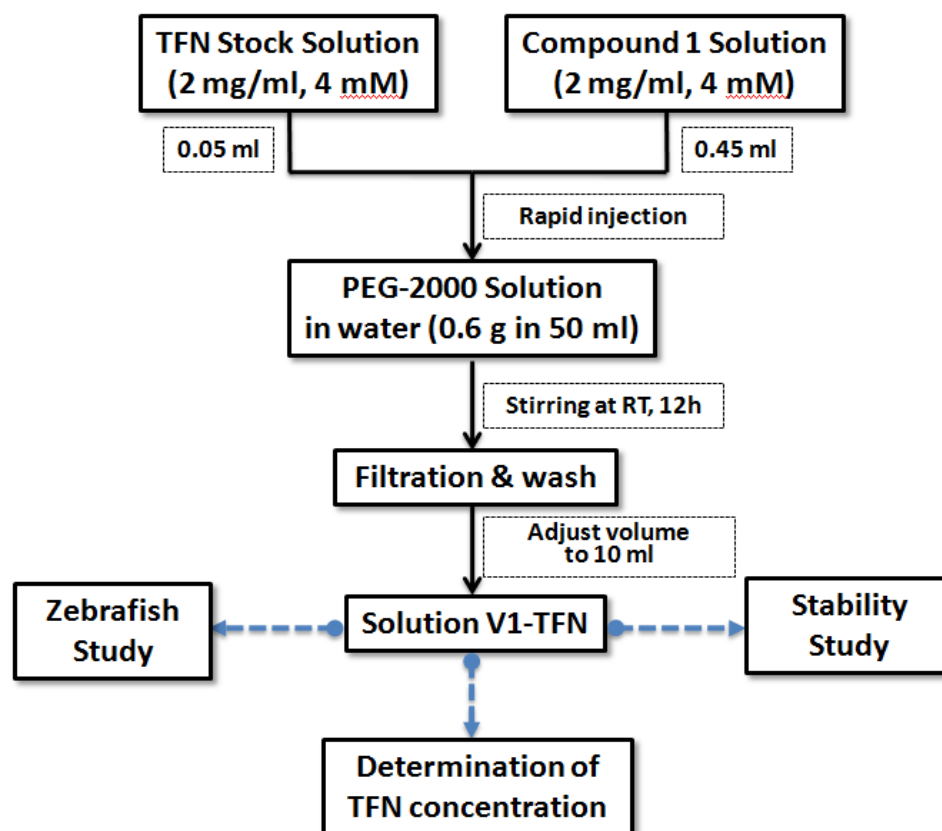 TFN Stock Solution
(2 mg/ml, 4 mM)
Compound 1 Solution
(2 mg/ml, 4 mM)
0.05 ml
0.45 ml
Rapid injection
PEG-2000 Solution
in water (0.6 g in 50 ml)
Stirring at RT, 12h
Filtration & wash
Adjust volume
to 10 ml
Zebrafish
Study
Solution V1-TFN
Stability
Study
Determination of
TFN concentration